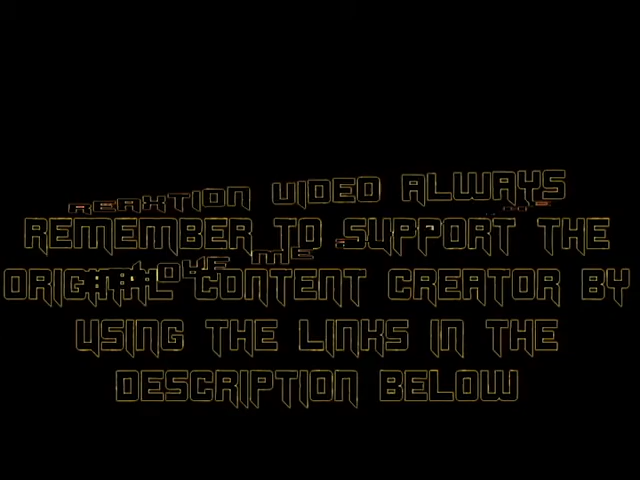 REAXTION VIDEO ALWAYS
REMEMBER TO SUPPORT THE
ORIGINAL CONTENT CREATOR BY
USING THE LINKS IN THE
DESCRIPTION BELOW